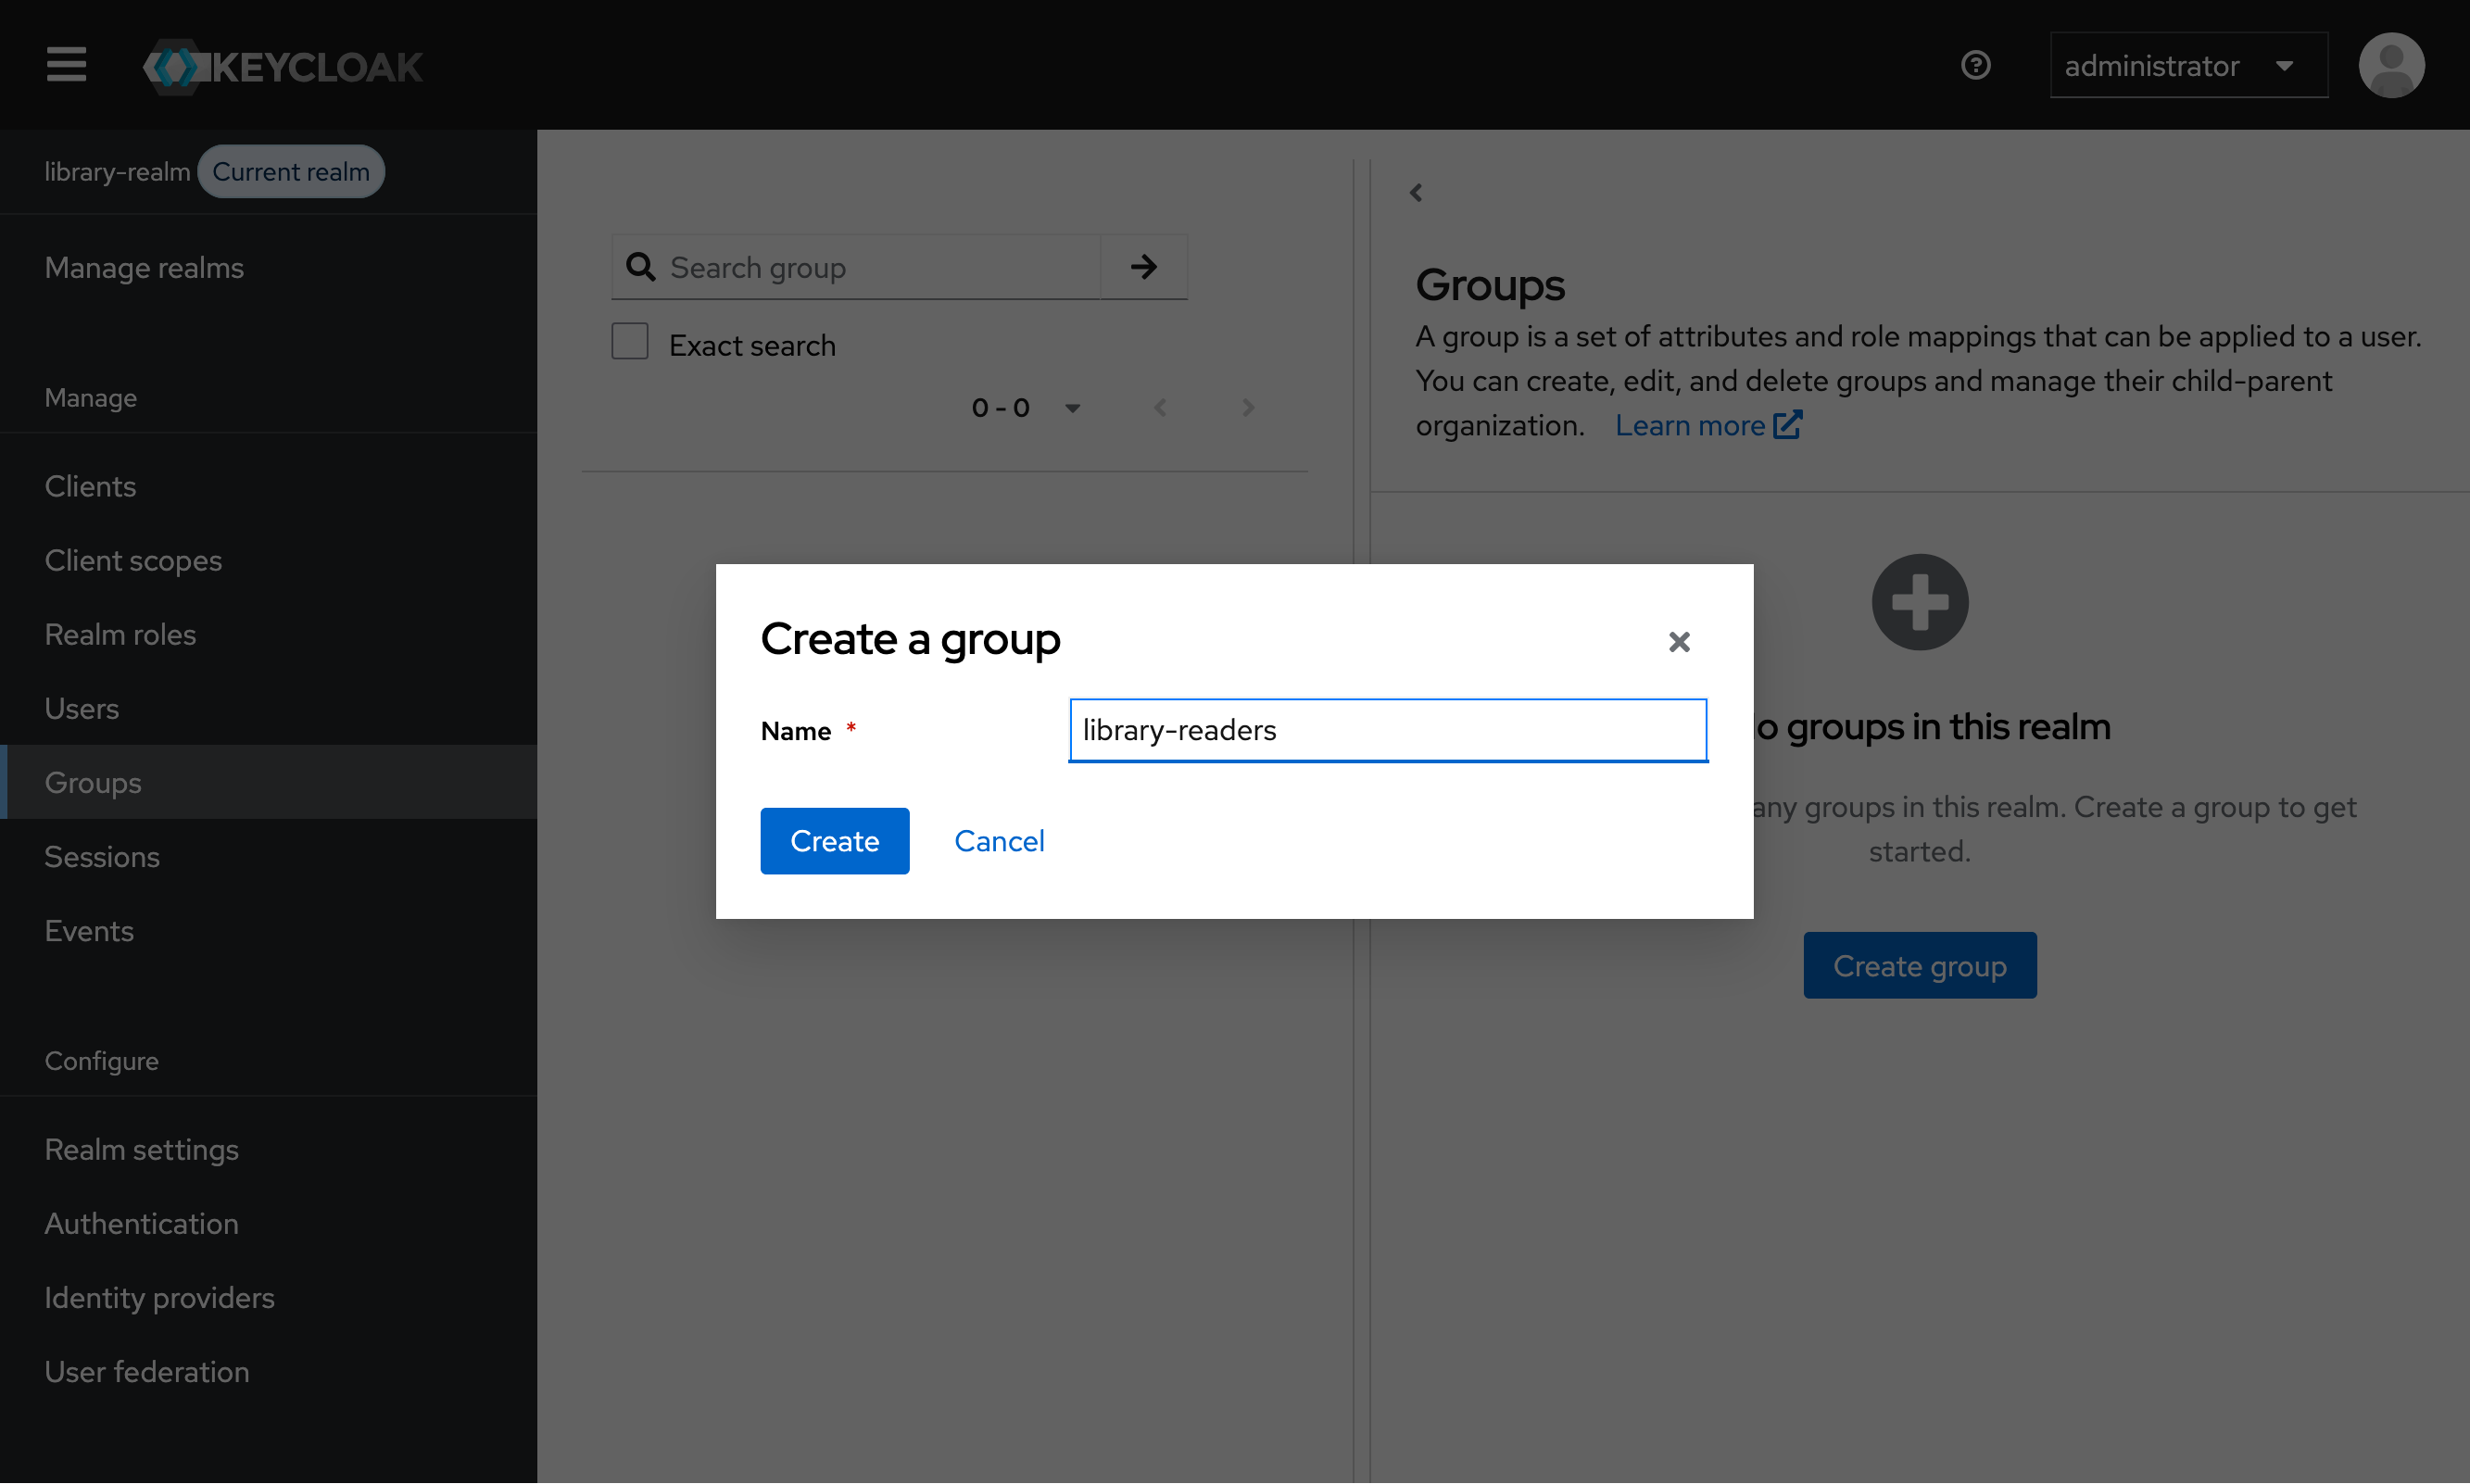 KEYCLOAK
administrator
library-realm Current realm
Manage realms
Manage
Clients
Client scopes
Realm roles
Users
Groups
Sessions
Events
Configure
Realm settings
Authentication
Identity providers
User federation
Search group
Exact search
0 - 0
Groups
A group is a set of attributes and role mappings that can be applied to a user.
You can create, edit, and delete groups and manage their child-parent
organization. Learn more
groups in this realm
any groups in this realm. Create a group to get
started.
Create group
Create a group
Name *
library-readers
Create Cancel